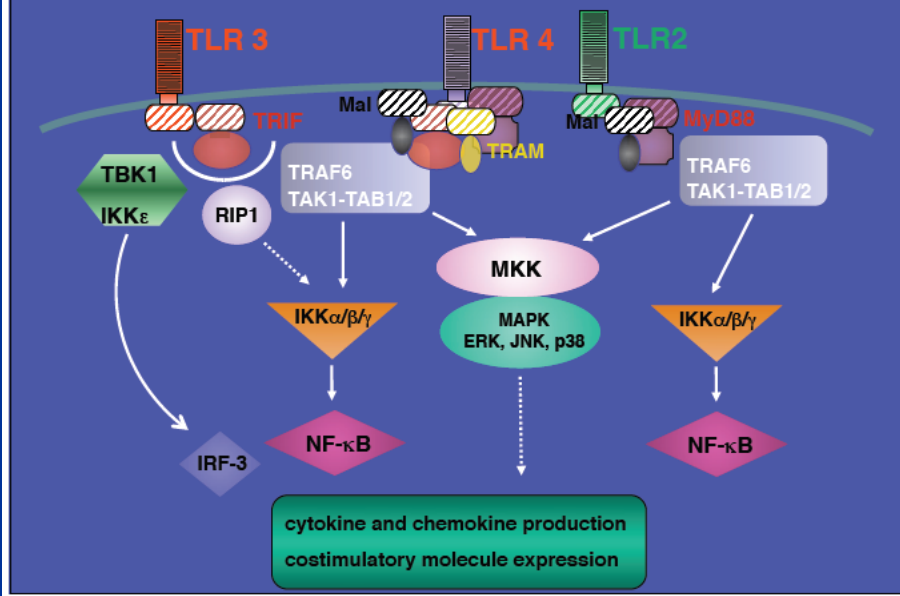 TLR 3
TLR 4
TLR2
Mal
TRIF
TRAM
Mal
MyD88
TBK1
IKKε
RIP1
TRAF6
TAK1-TAB1/2
TRAF6
TAK1-TAB1/2
MKK
MAPK
ERK, JNK, p38
IKKα/β/γ
IKKα/β/γ
IRF-3
NF-κB
NF-κB
cytokine and chemokine production
costimulatory molecule expression